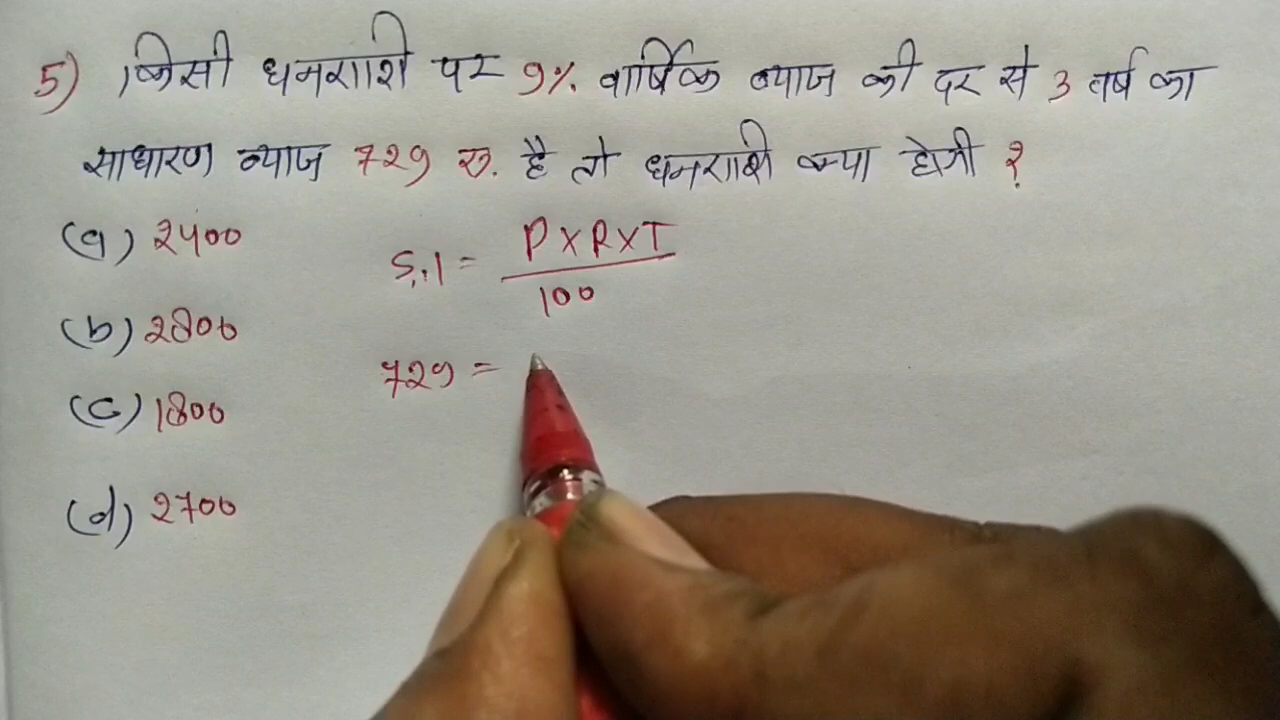 5) किसी धनराशि पर 9% वार्षिक ब्याज की दर से 3 वर्ष का
साधारण ब्याज 729 रु. है तो धनराशी क्या होगी ?
(a) 2400
(b) 2800
(c) 1800
(d) 2700
S.I = P×R×T
100
729 =